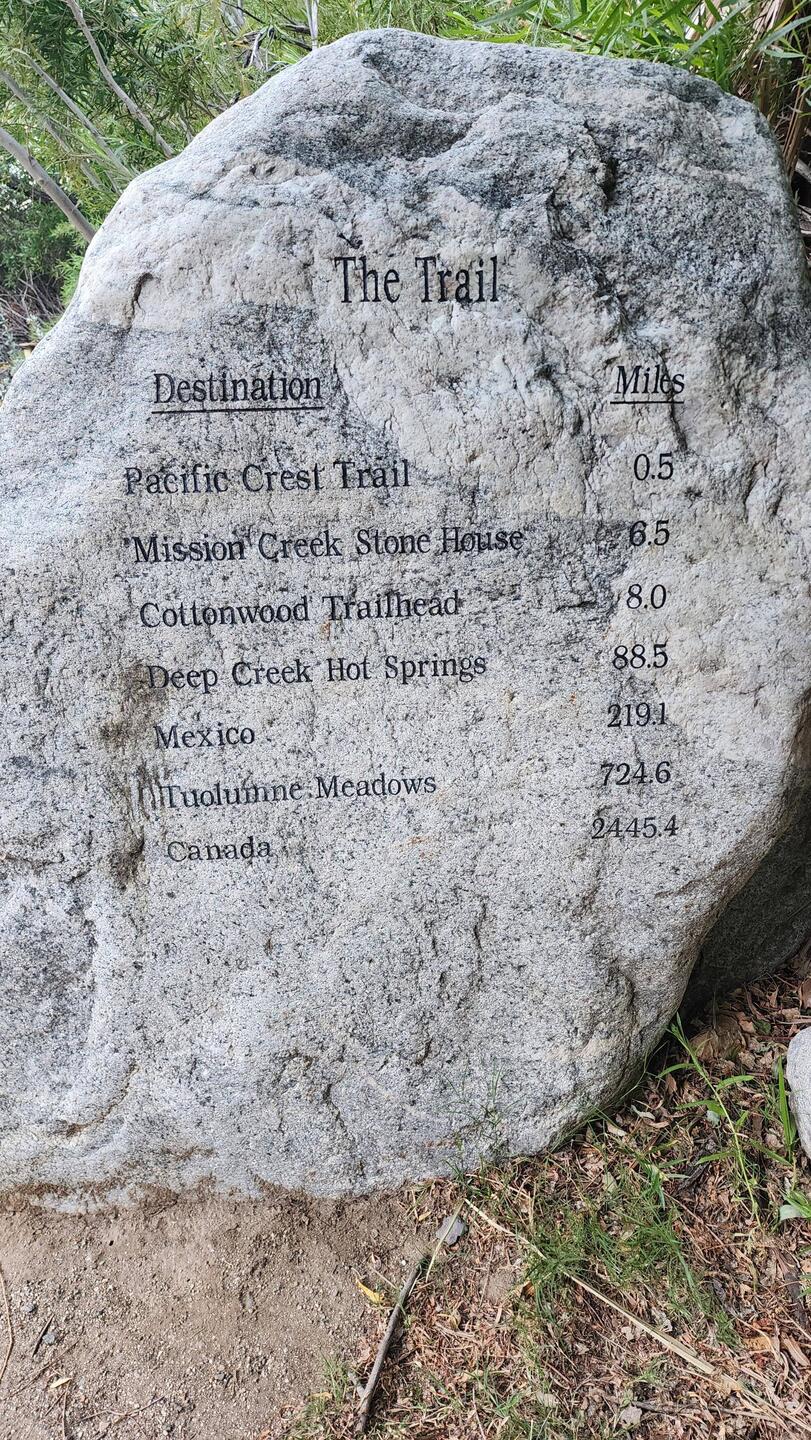 The Trail
Destination Miles
Pacific Crest Trail 0.5
Mission Creek Stone House 6.5
Cottonwood Trailhead 8.0
Deep Creek Hot Springs 88.5
Mexico 219.1
Tuolumne Meadows 724.6
Canada 2445.4